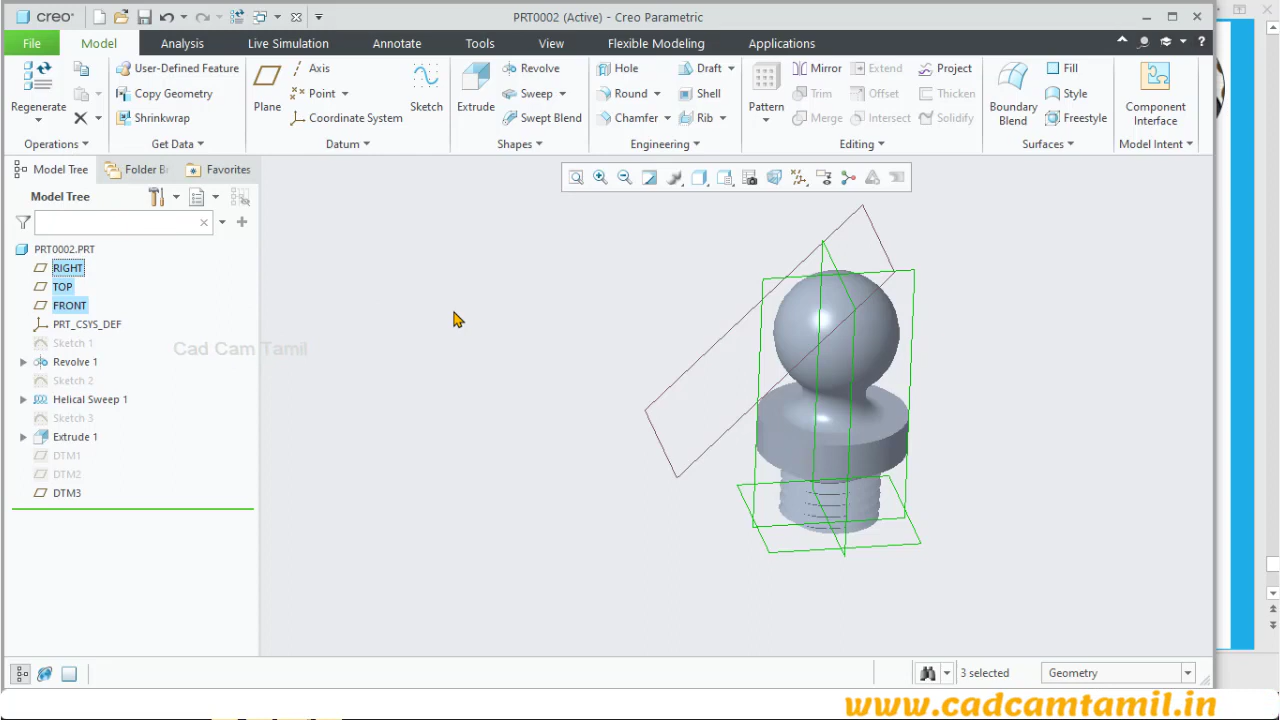 creo®
PRT0002 (Active) - Creo Parametric
File Model Analysis Live Simulation Annotate Tools View Flexible Modeling Applications
Regenerate
Operations
User-Defined Feature
Copy Geometry
Shrinkwrap
Get Data
Plane
Axis
Point
Coordinate System
Sketch
Datum
Extrude
Revolve
Sweep
Swept Blend
Shapes
Hole
Round
Chamfer
Draft
Shell
Rib
Engineering
Pattern
Mirror
Trim
Merge
Extend
Offset
Intersect
Project
Thicken
Solidify
Editing
Boundary
Blend
Fill
Style
Freestyle
Surfaces
Component
Interface
Model Intent
Model Tree Folder B Favorites
Model Tree
PRT0002.PRT
RIGHT
TOP
FRONT
PRT_CSYS_DEF
Sketch 1
Cad Cam Tamil
Revolve 1
Sketch 2
Helical Sweep 1
Sketch 3
Extrude 1
DTM1
DTM2
DTM3
3 selected
Geometry
www.cadcamtamil.in